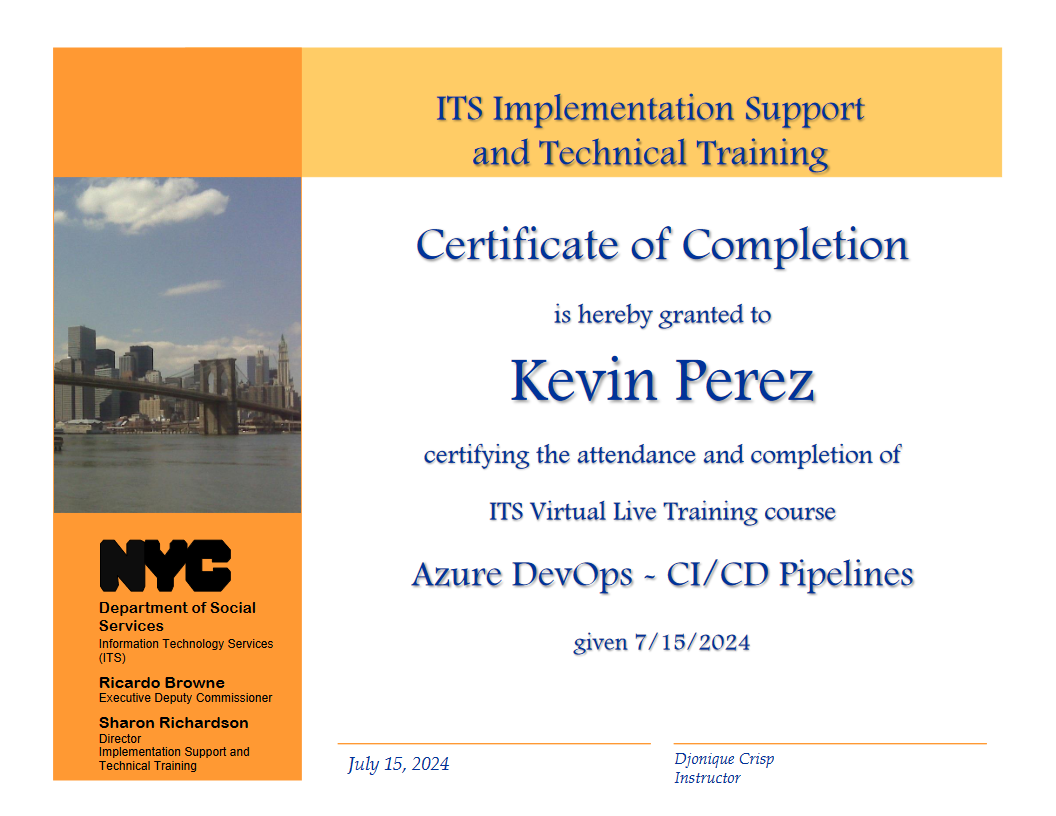 ITS Implementation Support
and Technical Training
Certificate of Completion
is hereby granted to
Kevin Perez
certifying the attendance and completion of
ITS Virtual Live Training course
Azure DevOps - CI/CD Pipelines
given 7/15/2024
NYC
Department of Social
Services
Information Technology Services
(ITS)
Ricardo Browne
Executive Deputy Commissioner
Sharon Richardson
Director
Implementation Support and
Technical Training
July 15, 2024
Djonique Crisp
Instructor